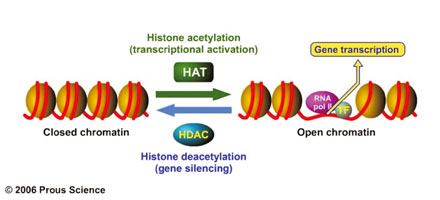 Histone acetylation
(transcriptional activation)
HAT
Gene transcription
RNA
pol II
TF
Closed chromatin
Open chromatin
HDAC
Histone deacetylation
(gene silencing)
© 2006 Prous Science